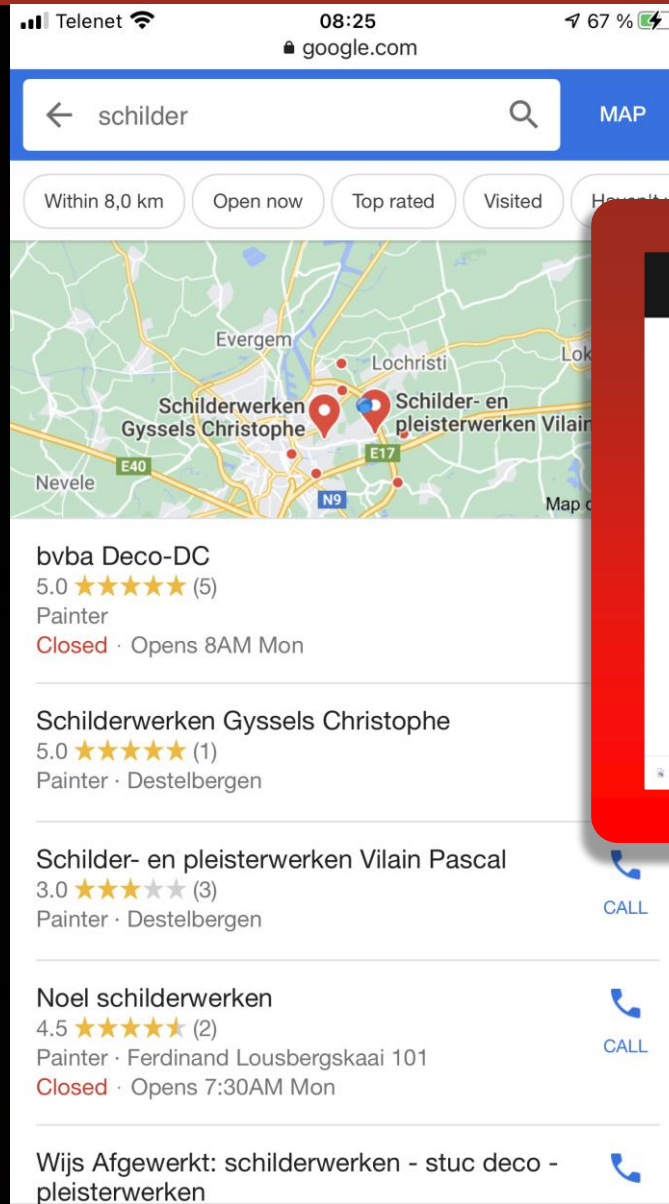 Telenet
08:25
67 %
google.com
schilder
MAP
Within 8,0 km
Open now
Top rated
Visited
Evergem
Lochristi
Schilderwerken
Gyssels Christophe
Schilder- en
pleisterwerken Vilain
E40
E17
Nevele
N9
Map
bvba Deco-DC
5.0 ★★★★★ (5)
Painter
Closed · Opens 8AM Mon
Schilderwerken Gyssels Christophe
5.0 ★★★★★ (1)
Painter · Destelbergen
Schilder- en pleisterwerken Vilain Pascal
3.0 ★★★★★ (3)
Painter · Destelbergen
CALL
Noel schilderwerken
4.5 ★★★★★ (2)
Painter · Ferdinand Lousbergskaai 101
Closed · Opens 7:30AM Mon
CALL
Wijs Afgewerkt: schilderwerken - stuc deco -
pleisterwerken